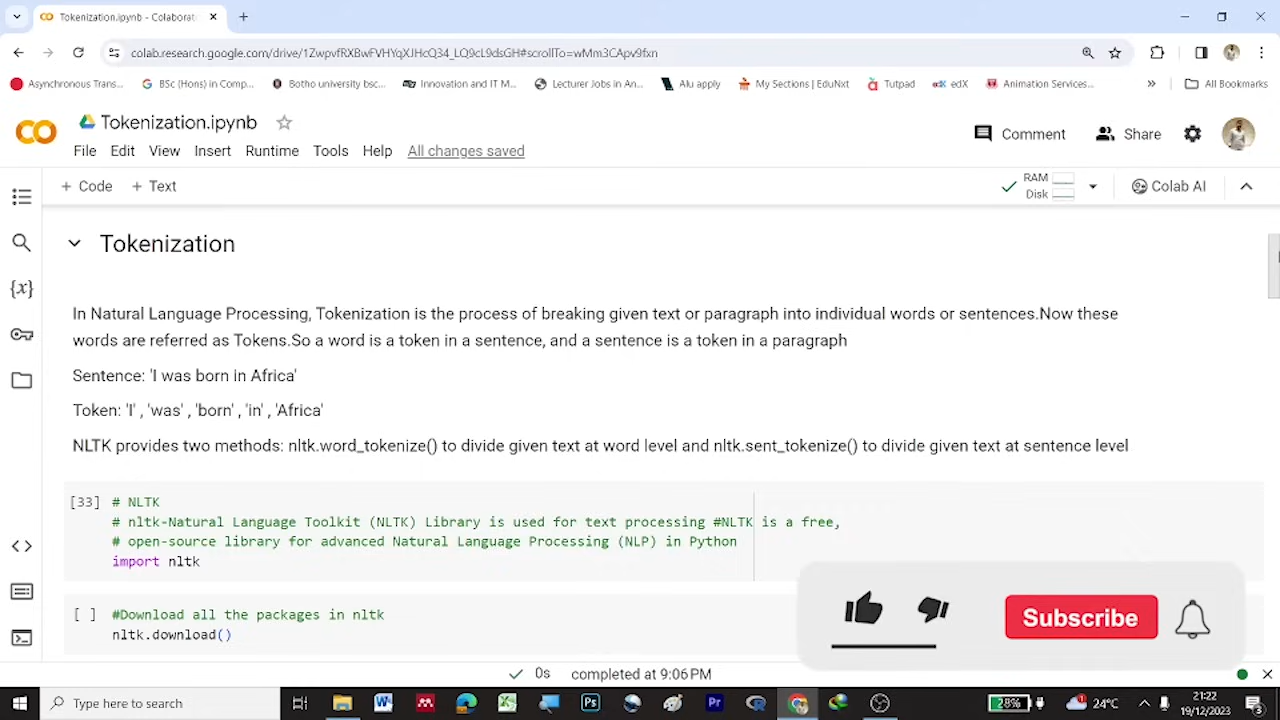 Tokenization.ipynb - Colaborat
colab.research.google.com/drive/1ZwpvfRXBwFVHYqXJHcQ34_LQ9cL9dsGH#scrollTo=wMm3CApv9fxn
Asynchronous Trans...
BSc (Hons) in Comp...
Botho university bsc...
Innovation and IT M...
Lecturer Jobs in An...
Alu apply
My Sections | EduNxt
Tutpad
edX
Animation Services...
All Bookmarks
Tokenization.ipynb
Comment
Share
File Edit View Insert Runtime Tools Help All changes saved
+ Code + Text
RAM
Disk
Colab AI
Tokenization
In Natural Language Processing, Tokenization is the process of breaking given text or paragraph into individual words or sentences.Now these
words are referred as Tokens.So a word is a token in a sentence, and a sentence is a token in a paragraph
Sentence: 'I was born in Africa'
Token: 'I' , 'was' , 'born' , 'in' , 'Africa'
NLTK provides two methods: nltk.word_tokenize() to divide given text at word level and nltk.sent_tokenize() to divide given text at sentence level
[33] # NLTK
# nltk-Natural Language Toolkit (NLTK) Library is used for text processing #NLTK is a free,
# open-source library for advanced Natural Language Processing (NLP) in Python
import nltk
[ ] #Download all the packages in nltk
nltk.download()
Subscribe
0s completed at 9:06 PM
Type here to search
28%
24°C
21:22
19/12/2023